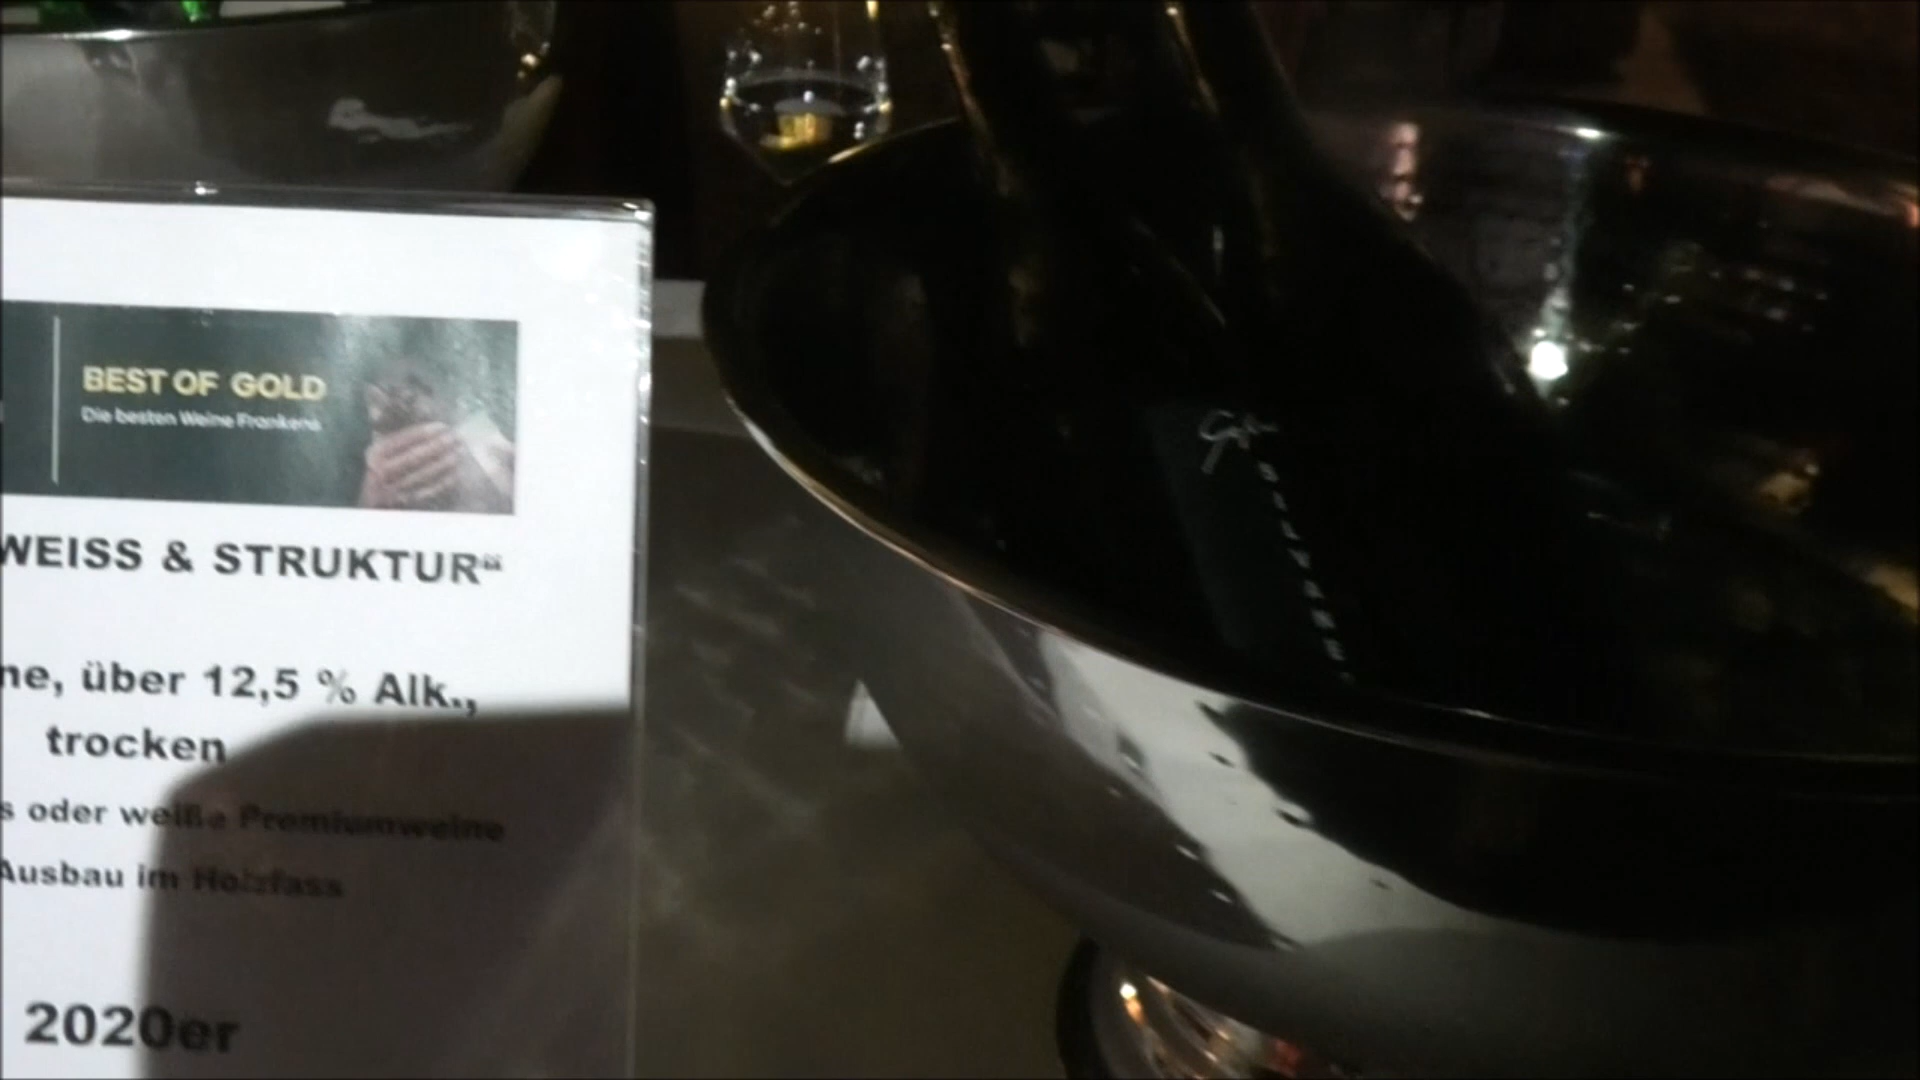 BEST OF GOLD
Die besten Weine Frankens
WEISS & STRUKTUR“
ne, über 12,5 % Alk.,
trocken
s oder weiße Premiumweine
Ausbau im Holzfass
2020er